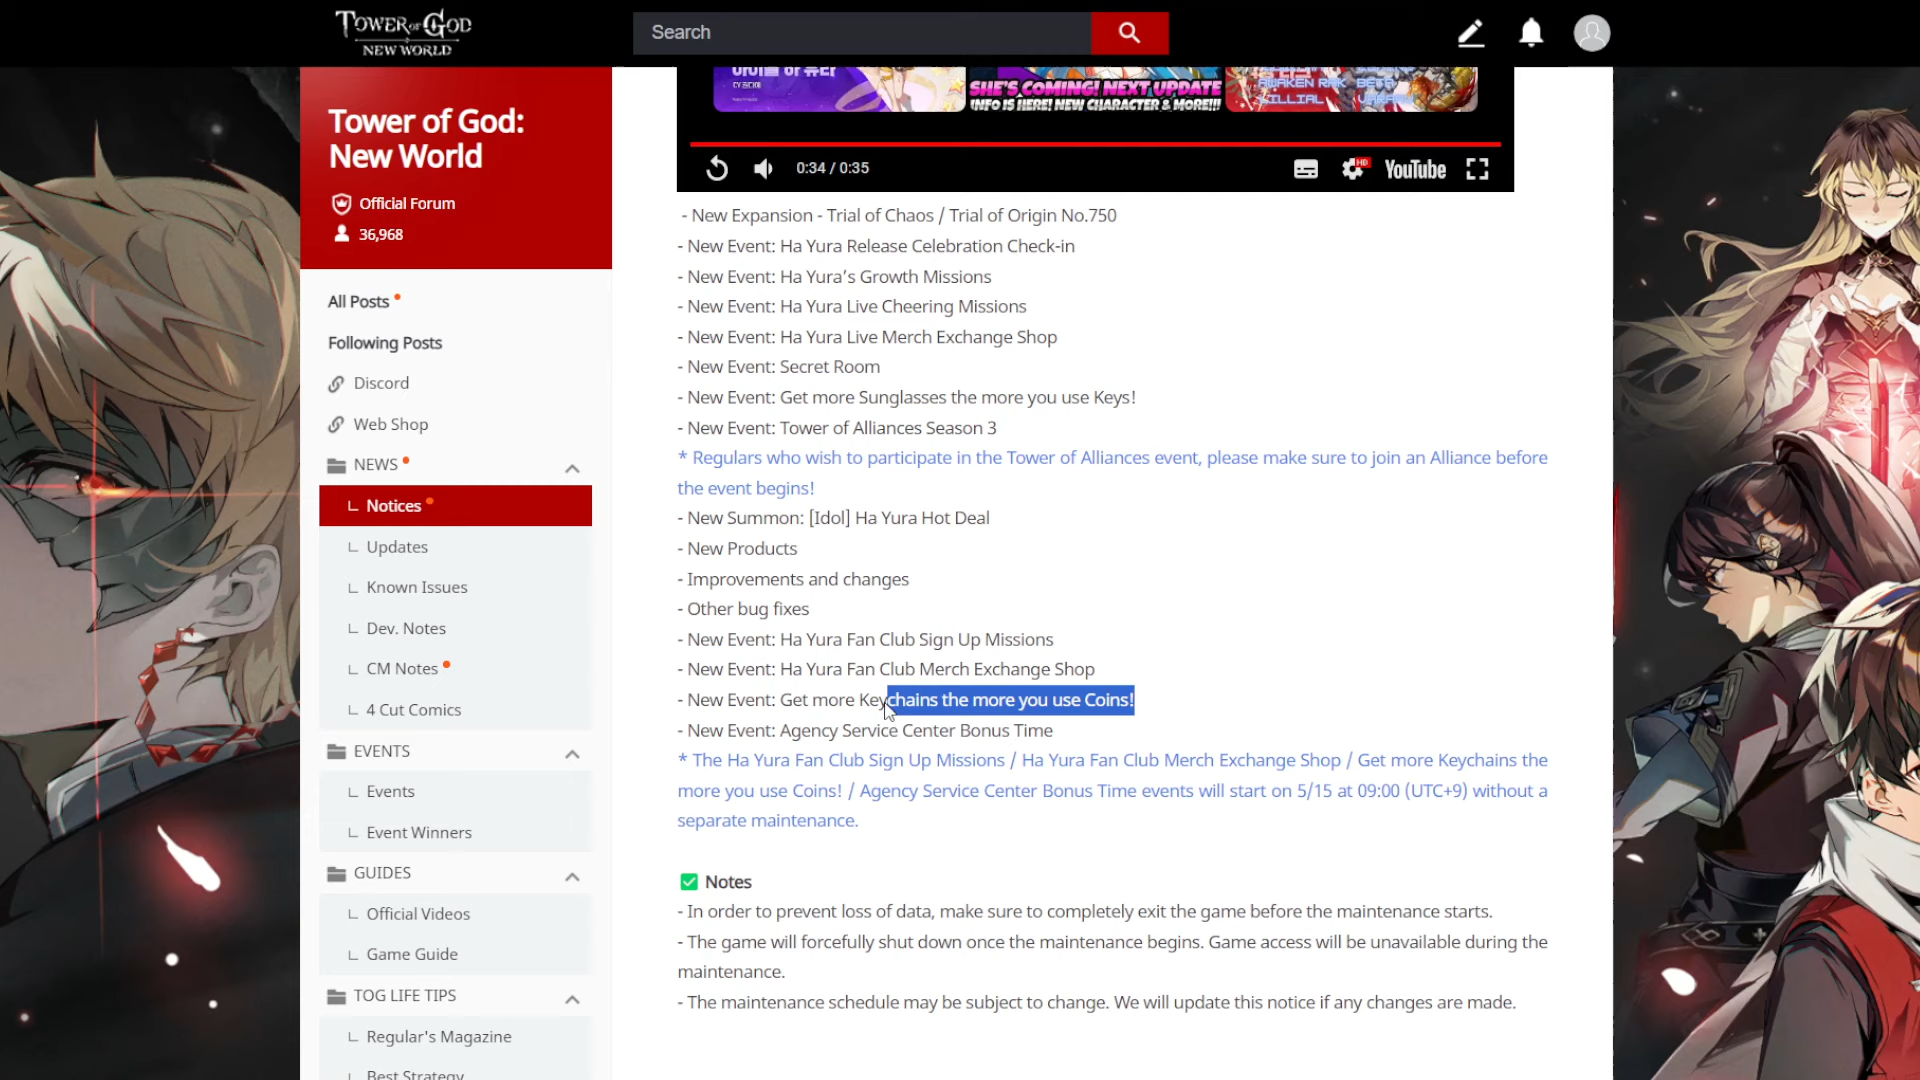 TOWER OF GOD
NEW WORLD
Search
Tower of God:
New World
Official Forum
36,968
All Posts
Following Posts
Discord
Web Shop
NEWS
Notices
Updates
Known Issues
Dev. Notes
CM Notes
4 Cut Comics
EVENTS
Events
Event Winners
GUIDES
Official Videos
Game Guide
TOG LIFE TIPS
Regular's Magazine
Best Strategy
SHE'S COMING! NEXT UPDATE
INFO IS HERE! NEW CHARACTER & MORE!!!
0:34 / 0:35
HD
YouTube
- New Expansion - Trial of Chaos / Trial of Origin No.750
- New Event: Ha Yura Release Celebration Check-in
- New Event: Ha Yura's Growth Missions
- New Event: Ha Yura Live Cheering Missions
- New Event: Ha Yura Live Merch Exchange Shop
- New Event: Secret Room
- New Event: Get more Sunglasses the more you use Keys!
- New Event: Tower of Alliances Season 3
* Regulars who wish to participate in the Tower of Alliances event, please make sure to join an Alliance before
the event begins!
- New Summon: [Idol] Ha Yura Hot Deal
- New Products
- Improvements and changes
- Other bug fixes
- New Event: Ha Yura Fan Club Sign Up Missions
- New Event: Ha Yura Fan Club Merch Exchange Shop
- New Event: Get more Keychains the more you use Coins!
- New Event: Agency Service Center Bonus Time
* The Ha Yura Fan Club Sign Up Missions / Ha Yura Fan Club Merch Exchange Shop / Get more Keychains the
more you use Coins! / Agency Service Center Bonus Time events will start on 5/15 at 09:00 (UTC+9) without a
separate maintenance.
Notes
- In order to prevent loss of data, make sure to completely exit the game before the maintenance starts.
- The game will forcefully shut down once the maintenance begins. Game access will be unavailable during the
maintenance.
- The maintenance schedule may be subject to change. We will update this notice if any changes are made.